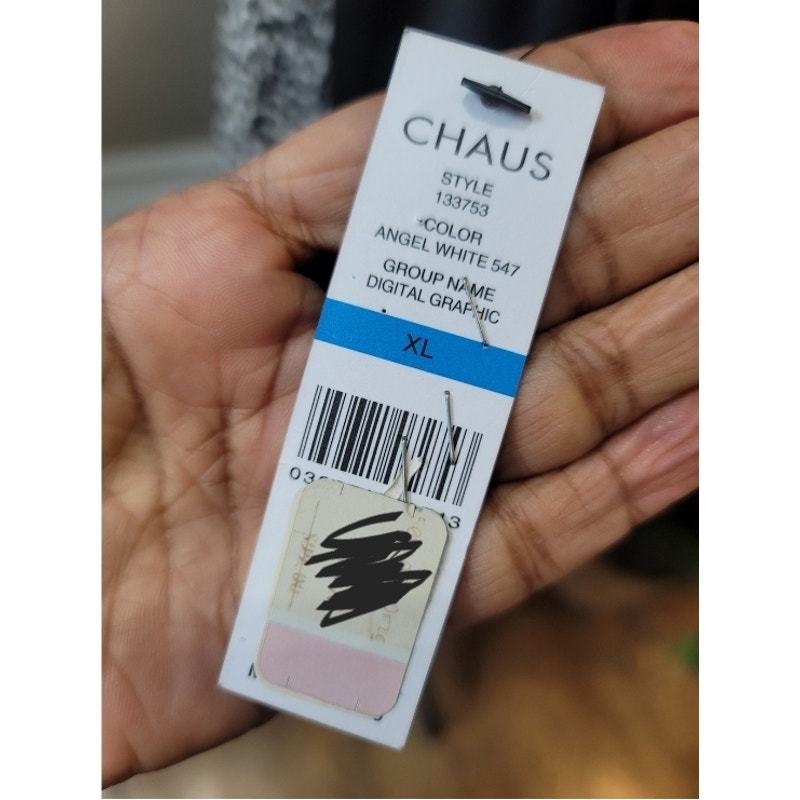 CHAUS
STYLE
133753
COLOR
ANGEL WHITE 547
GROUP NAME
DIGITAL GRAPHIC
XL